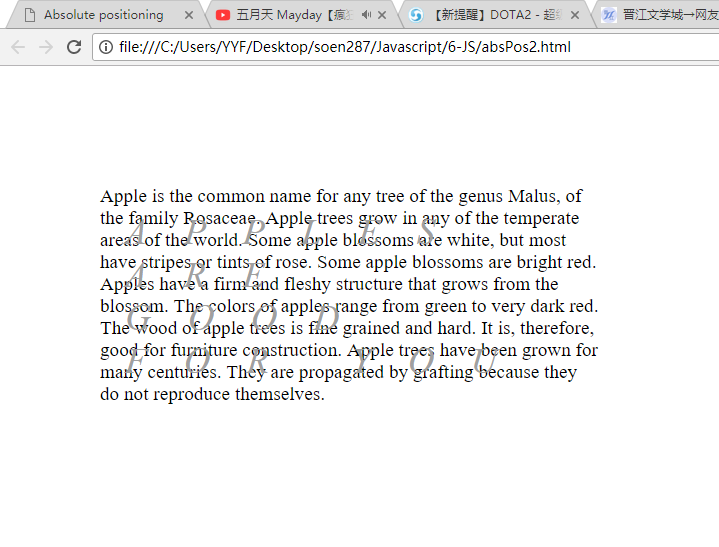 Absolute positioning
五月天 Mayday【瘋
【新提醒】DOTA2 - 超
晋江文学城→网友
file:///C:/Users/YYF/Desktop/soen287/Javascript/6-JS/absPos2.html
Apple is the common name for any tree of the genus Malus, of
the family Rosaceae. Apple trees grow in any of the temperate
areas of the world. Some apple blossoms are white, but most
have stripes or tints of rose. Some apple blossoms are bright red.
Apples have a firm and fleshy structure that grows from the
blossom. The colors of apples range from green to very dark red.
The wood of apple trees is fine grained and hard. It is, therefore,
good for furniture construction. Apple trees have been grown for
many centuries. They are propagated by grafting because they
do not reproduce themselves.
A P P L E S
A R E
G O O D
F O R Y O U